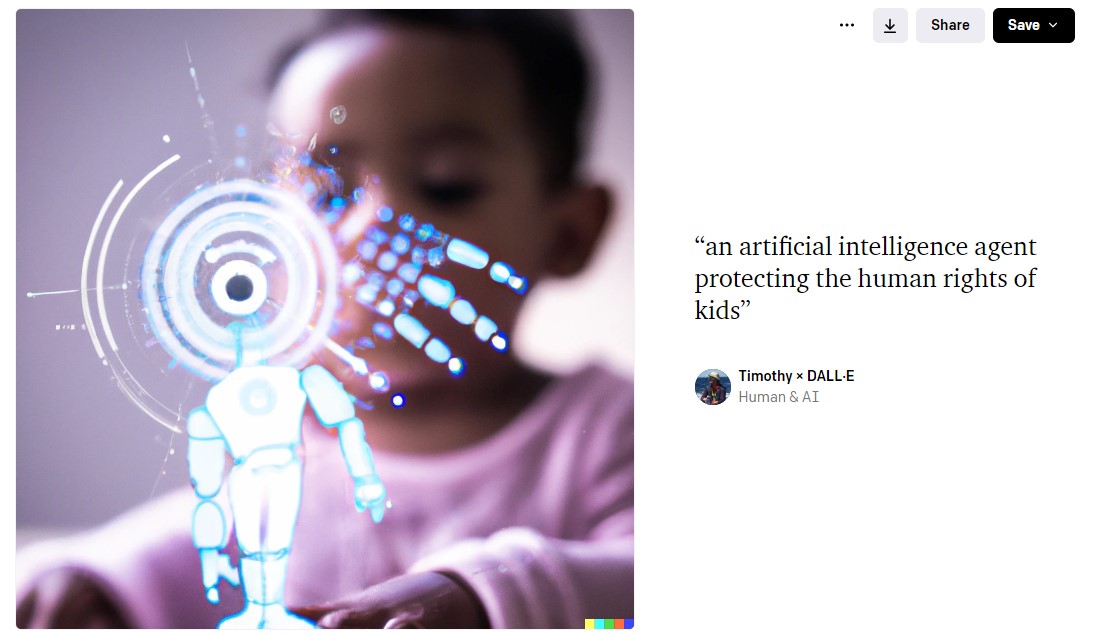 Share
Save
“an artificial intelligence agent
protecting the human rights of
kids”
Timothy × DALL·E
Human & AI